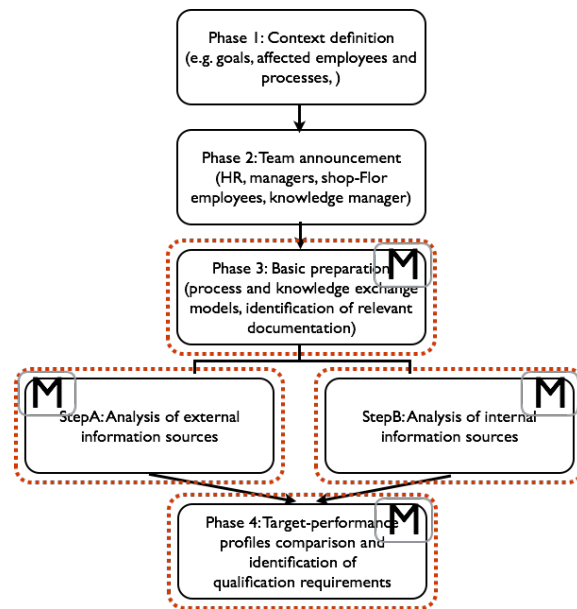 Phase 1: Context definition
(e.g. goals, affected employees and
processes, )
Phase 2: Team announcement
(HR, managers, shop-Flor
employees, knowledge manager)
M
Phase 3: Basic preparation
(process and knowledge exchange
models, identification of relevant
documentation)
M
StepA: Analysis of external
information sources
M
StepB: Analysis of internal
information sources
M
Phase 4: Target-performance
profiles comparison and
identification of
qualification requirements